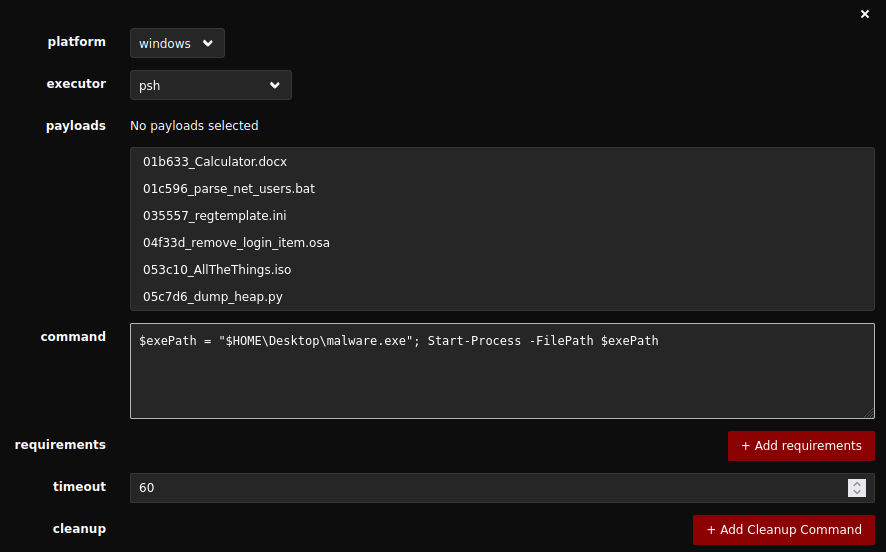 ×
platform windows
executor psh
payloads No payloads selected
01b633_Calculator.docx
01c596_parse_net_users.bat
035557_regtemplate.ini
04f33d_remove_login_item.osa
053c10_AllTheThings.iso
05c7d6_dump_heap.py
command $exePath = "$HOME\Desktop\malware.exe"; Start-Process -FilePath $exePath
requirements + Add requirements
timeout 60
cleanup + Add Cleanup Command